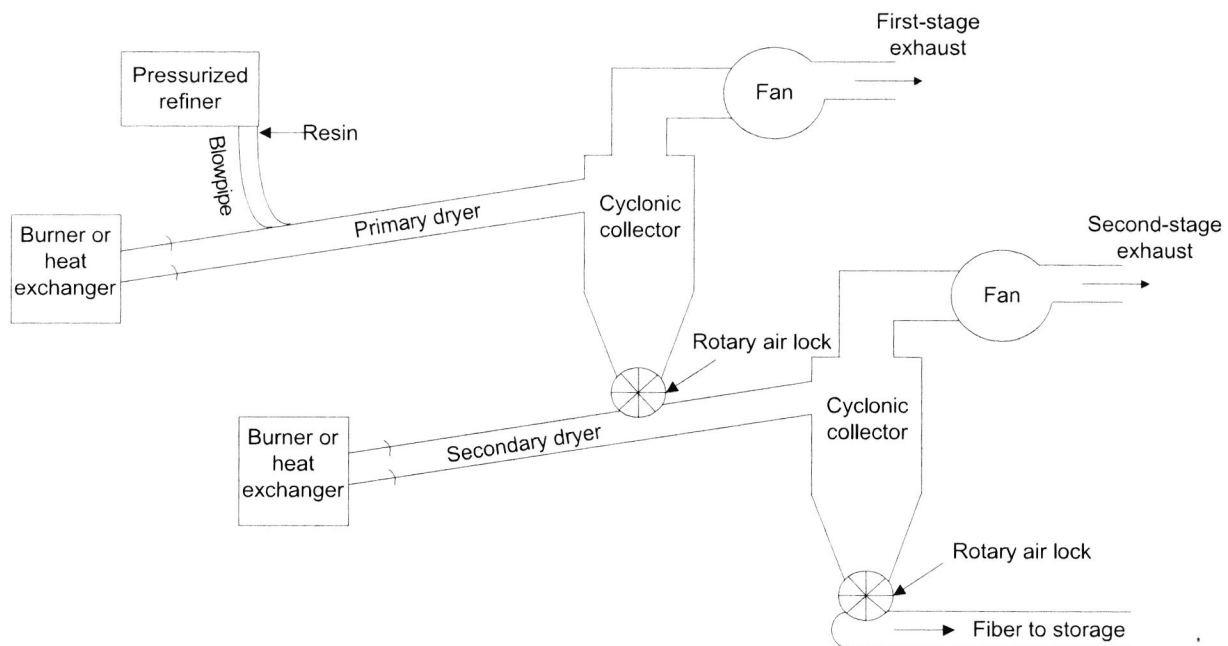 First-stage
exhaust
Pressurized
refiner
Fan
Resin
Blowpipe
Primary dryer
Cyclonic
collector
Burner or
heat
exchanger
Second-stage
exhaust
Fan
Rotary air lock
Cyclonic
collector
Burner or
heat
exchanger
Secondary dryer
Rotary air lock
Fiber to storage